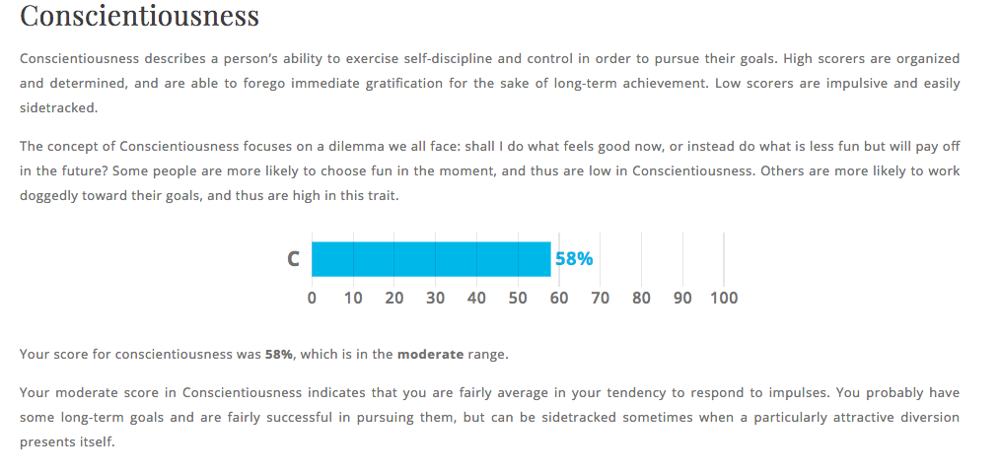 Conscientiousness
Conscientiousness describes a person's ability to exercise self-discipline and control in order to pursue their goals. High scorers are organized
and determined, and are able to forego immediate gratification for the sake of long-term achievement. Low scorers are impulsive and easily
sidetracked.
The concept of Conscientiousness focuses on a dilemma we all face: shall I do what feels good now, or instead do what is less fun but will pay off
in the future? Some people are more likely to choose fun in the moment, and thus are low in Conscientiousness. Others are more likely to work
doggedly toward their goals, and thus are high in this trait.
C 58%
0 10 20 30 40 50 60 70 80 90 100
Your score for conscientiousness was 58%, which is in the moderate range.
Your moderate score in Conscientiousness indicates that you are fairly average in your tendency to respond to impulses. You probably have
some long-term goals and are fairly successful in pursuing them, but can be sidetracked sometimes when a particularly attractive diversion
presents itself.